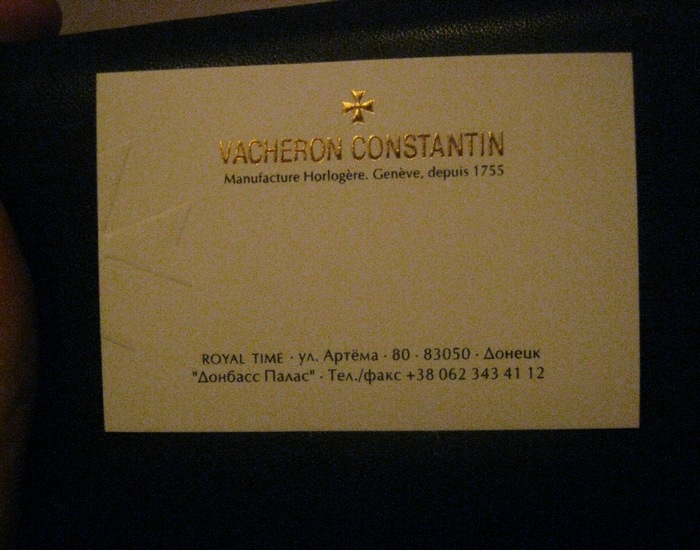 VACHERON CONSTANTIN
Manufacture Horlogère. Genève, depuis 1755
ROYAL TIME · ул. Артёма · 80 · 83050 · Донецк
"Донбасс Палас" · Тел./факс +38 062 343 41 12